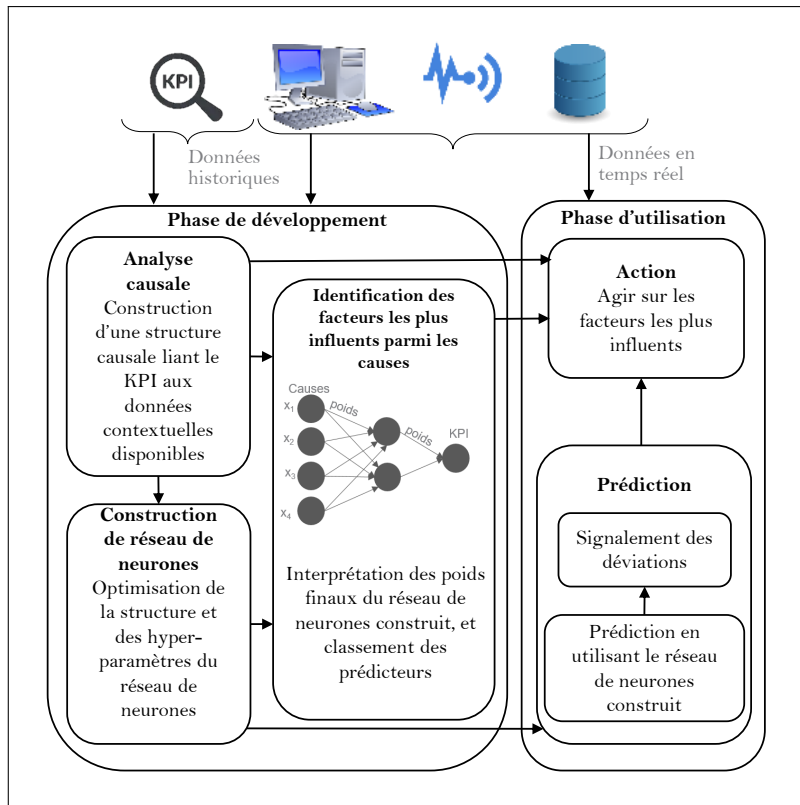 KPI
Données
historiques
Données en
temps réel
Phase de développement
Analyse
causale
Construction
d'une structure
causale liant le
KPI aux
données
contextuelles
disponibles
Construction
de réseau de
neurones
Optimisation de
la structure et
des hyper-
paramètres du
réseau de
neurones
Identification des
facteurs les plus
influents parmi les
causes
Causes
x1
x2
x3
x4
poids
poids
KPI
Interprétation des poids
finaux du réseau de
neurones construit, et
classement des
prédicteurs
Phase d'utilisation
Action
Agir sur les
facteurs les plus
influents
Prédiction
Signalement des
déviations
Prédiction en
utilisant le réseau
de neurones
construit